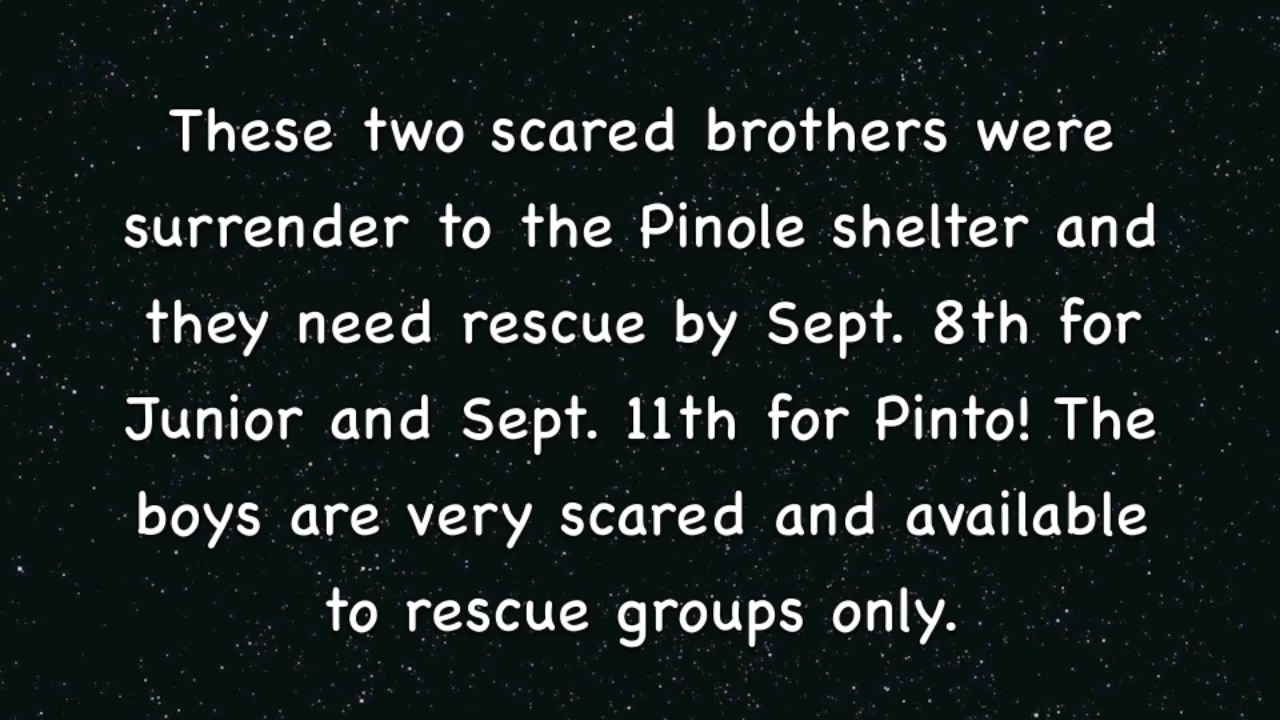 These two scared brothers were
surrender to the Pinole shelter and
they need rescue by Sept. 8th for
Junior and Sept. 11th for Pinto! The
boys are very scared and available
to rescue groups only.